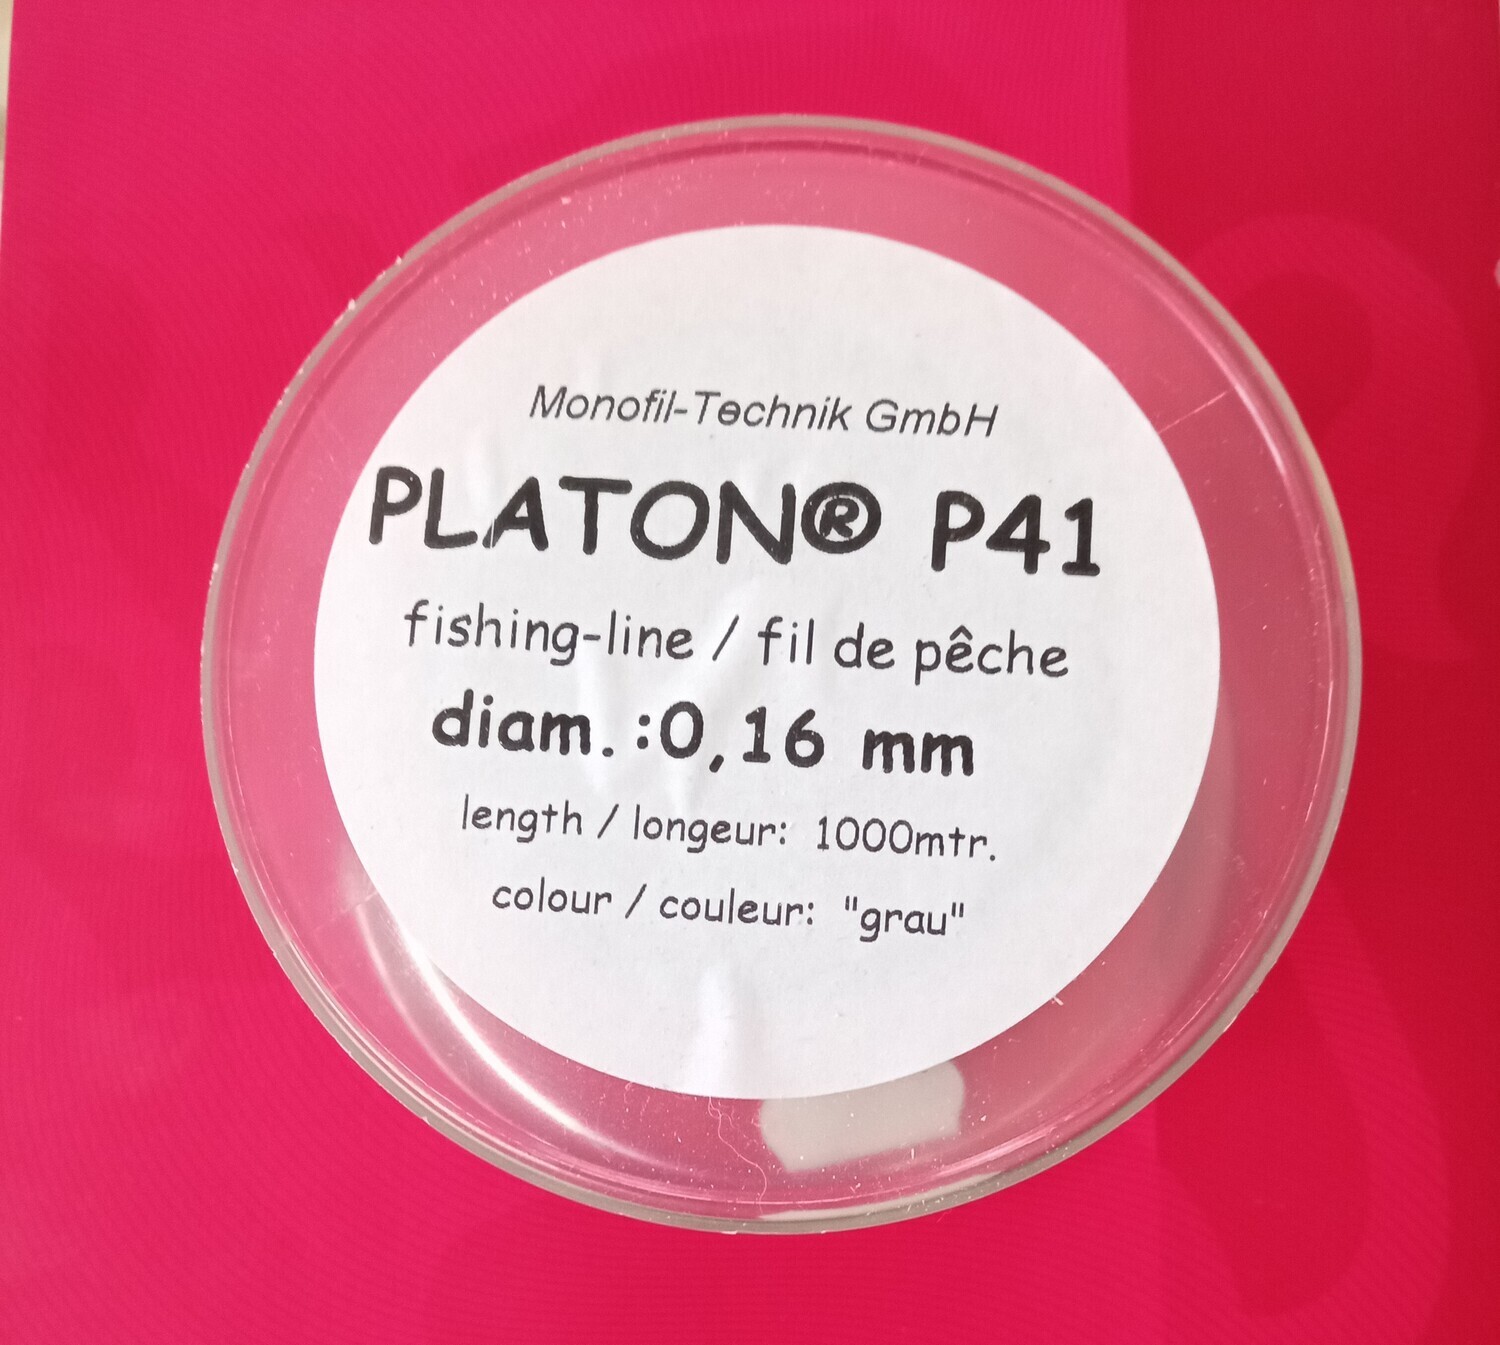 Monofil-Technik GmbH
PLATON® P41
fishing-line / fil de pêche
diam. :0,16 mm
length / longeur: 1000mtr.
colour / couleur: "grau"